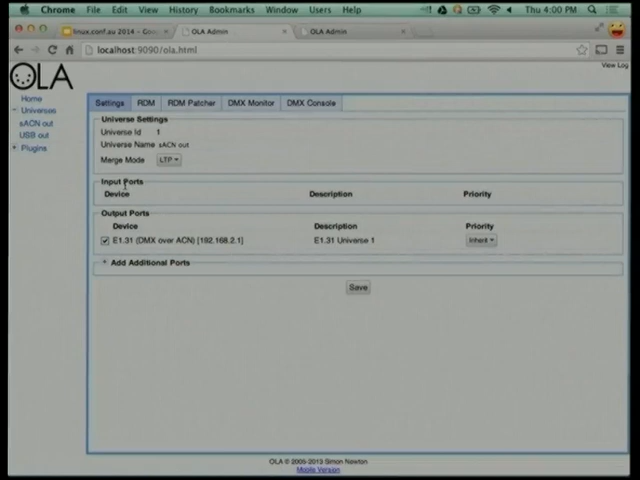 Chrome File Edit View History Bookmarks Window Users Help Thu 4:00 PM
linux.conf.au 2014 – Goo OLA Admin OLA Admin
localhost:9090/ola.html
OLA
View Log
Home
Universes
sACN out
USB out
Plugins
Settings RDM RDM Patcher DMX Monitor DMX Console
Universe Settings
Universe Id 1
Universe Name sACN out
Merge Mode LTP
Input Ports
Device Description Priority
Output Ports
Device Description Priority
E1.31 (DMX over ACN) [192.168.2.1] E1.31 Universe 1 Inherit
+ Add Additional Ports
Save
OLA © 2005-2013 Simon Newton
Mobile Version